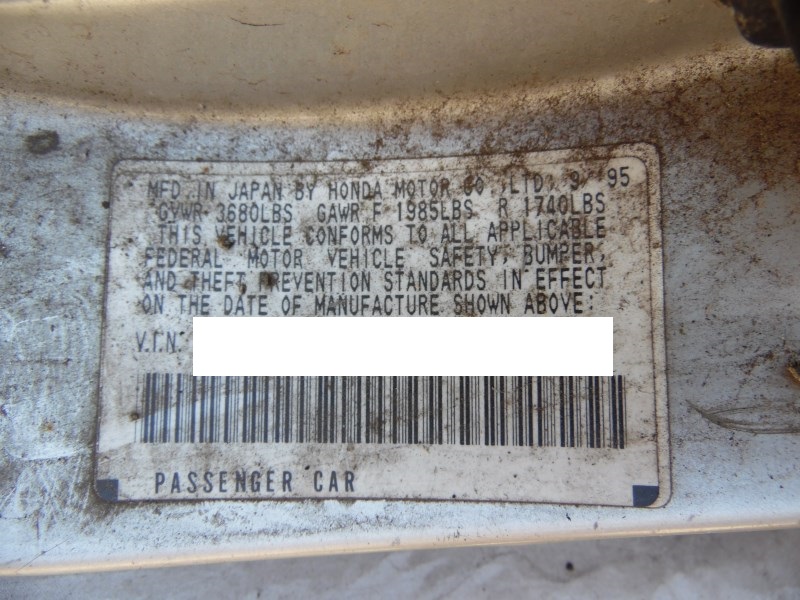 MFD. IN JAPAN BY HONDA MOTOR CO.,LTD. 9/95
GVWR 3680LBS GAWR F 1985LBS R 1740LBS
THIS VEHICLE CONFORMS TO ALL APPLICABLE
FEDERAL MOTOR VEHICLE SAFETY, BUMPER,
AND THEFT PREVENTION STANDARDS IN EFFECT
ON THE DATE OF MANUFACTURE SHOWN ABOVE.
V.I.N:
PASSENGER CAR